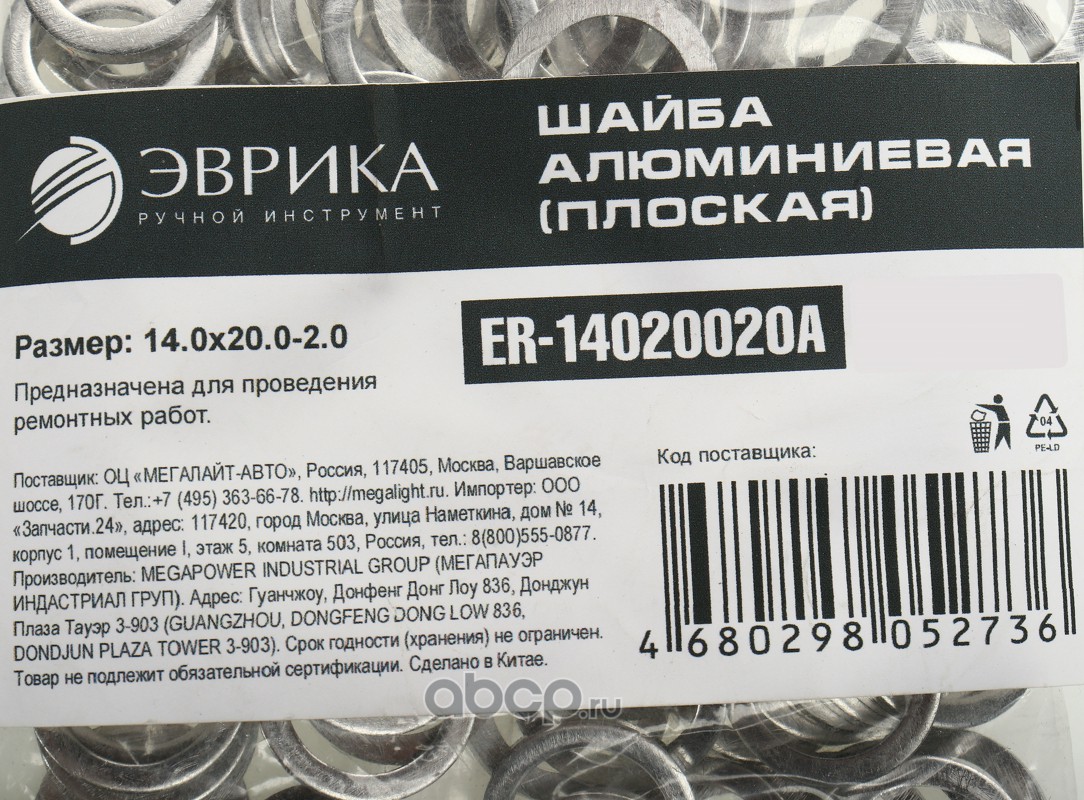 ЭВРИКА
РУЧНОЙ ИНСТРУМЕНТ
ШАЙБА
АЛЮМИНИЕВАЯ
(ПЛОСКАЯ)
Размер: 14.0х20.0-2.0
ER-14020020A
Предназначена для проведения
ремонтных работ.
04
PE-LD
Поставщик: ОЦ «МЕГАЛАЙТ-АВТО», Россия, 117405, Москва, Варшавское
шоссе, 170Г. Тел.:+7 (495) 363-66-78. http://megalight.ru. Импортер: ООО
«Запчасти.24», адрес: 117420, город Москва, улица Наметкина, дом № 14,
корпус 1, помещение I, этаж 5, комната 503, Россия, тел.: 8(800)555-0877.
Производитель: MEGAPOWER INDUSTRIAL GROUP (МЕГАПАУЭР
ИНДАСТРИАЛ ГРУП). Адрес: Гуанчжоу, Донфенг Донг Лоу 836, Донджун
Плаза Тауэр 3-903 (GUANGZHOU, DONGFENG DONG LOW 836,
DONDJUN PLAZA TOWER 3-903). Срок годности (хранения) не ограничен.
Товар не подлежит обязательной сертификации. Сделано в Китае.
Код поставщика:
4 680298 052736
abcp.ru